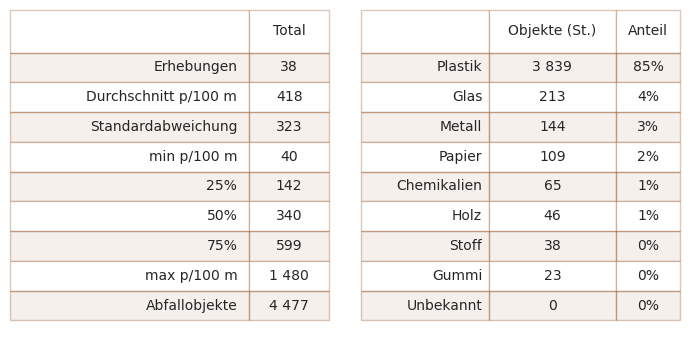 Total
Erhebungen 38
Durchschnitt p/100 m 418
Standardabweichung 323
min p/100 m 40
25% 142
50% 340
75% 599
max p/100 m 1 480
Abfallobjekte 4 477
Objekte (St.) Anteil
Plastik 3 839 85%
Glas 213 4%
Metall 144 3%
Papier 109 2%
Chemikalien 65 1%
Holz 46 1%
Stoff 38 0%
Gummi 23 0%
Unbekannt 0 0%